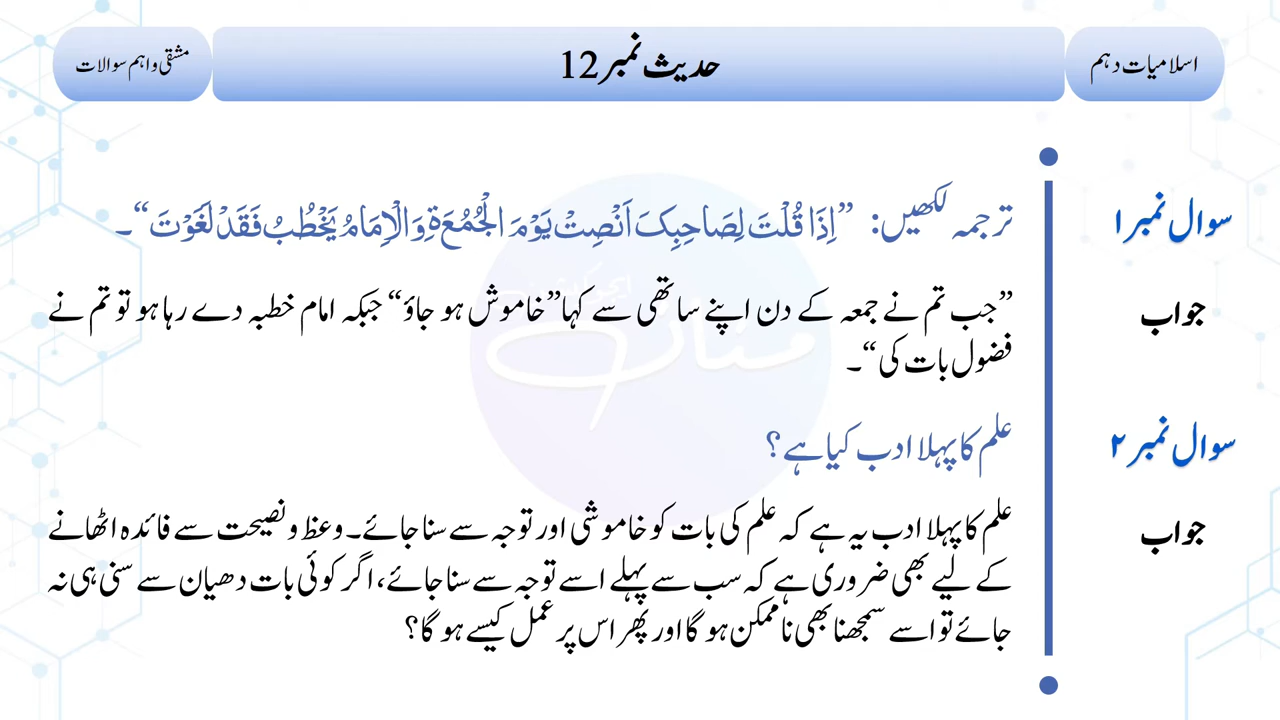 اسلامیات دہم
حدیث نمبر 12
مشقی و اہم سوالات
سوال نمبر ۱
ترجمہ لکھیں: ”اِذَا قُلْتَ لِصَاحِبِکَ اَنْصِتْ یَوْمَ الْجُمُعَۃِ وَالْاِمَامُ یَخْطُبُ فَقَدْ لَغَوْتَ“۔
جواب
”جب تم نے جمعہ کے دن اپنے ساتھی سے کہا”خاموش ہو جاؤ“ جبکہ امام خطبہ دے رہا ہو تو تم نے
فضول بات کی“۔
سوال نمبر ۲
علم کا پہلا ادب کیا ہے؟
جواب
علم کا پہلا ادب یہ ہے کہ علم کی بات کو خاموشی اور توجہ سے سنا جائے۔ وعظ و نصیحت سے فائدہ اٹھانے
کے لیے بھی ضروری ہے کہ سب سے پہلے اسے توجہ سے سنا جائے، اگر کوئی بات دھیان سے سنی ہی نہ
جائے تو اسے سمجھنا بھی ناممکن ہو گا اور پھر اس پر عمل کیسے ہو گا؟